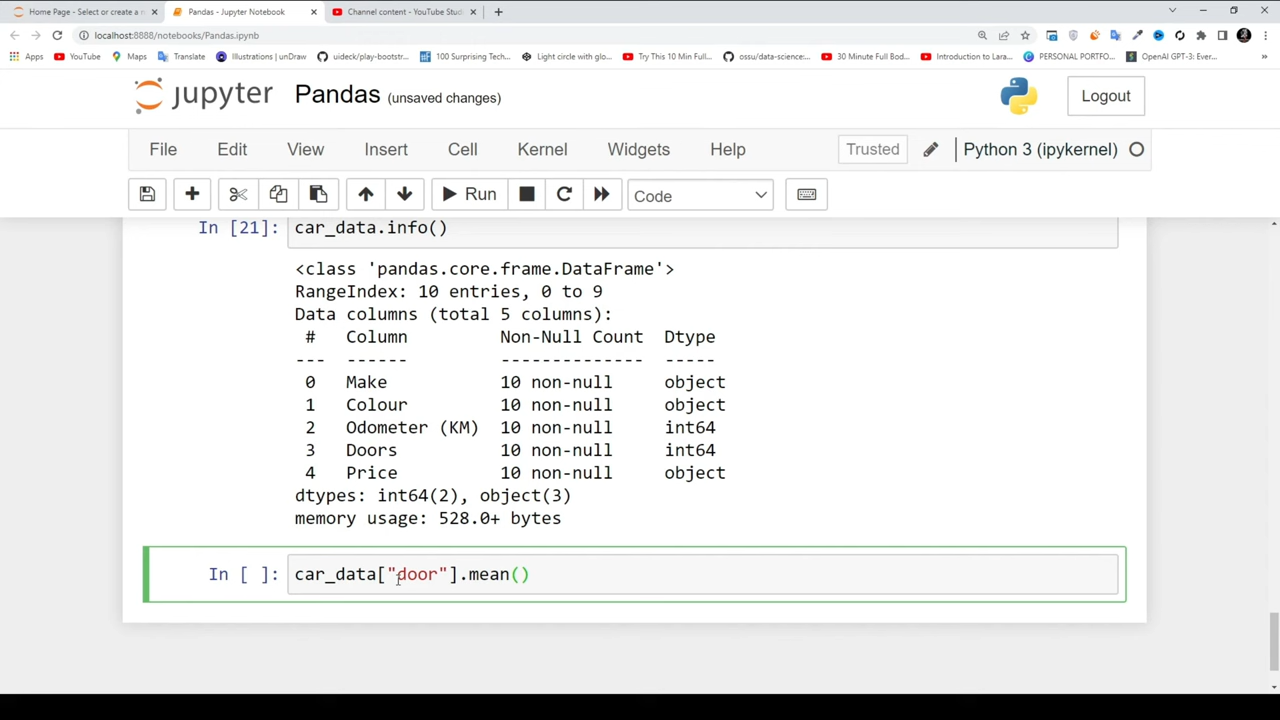 Home Page - Select or create a n
Pandas - Jupyter Notebook
Channel content - YouTube Stud
localhost:8888/notebooks/Pandas.ipynb
Apps YouTube Maps Translate Illustrations | unDraw uideck/play-bootstr... 100 Surprising Tech... Light circle with glo... Try This 10 Min Full... ossu/data-science:... 30 Minute Full Bod... Introduction to Lara... PERSONAL PORTFO... OpenAI GPT-3: Ever... »
jupyter Pandas (unsaved changes) Logout
File Edit View Insert Cell Kernel Widgets Help Trusted Python 3 (ipykernel)
Run Code
In [21]: car_data.info()
<class 'pandas.core.frame.DataFrame'>
RangeIndex: 10 entries, 0 to 9
Data columns (total 5 columns):
# Column Non-Null Count Dtype
--- ------ -------------- -----
0 Make 10 non-null object
1 Colour 10 non-null object
2 Odometer (KM) 10 non-null int64
3 Doors 10 non-null int64
4 Price 10 non-null object
dtypes: int64(2), object(3)
memory usage: 528.0+ bytes
In [ ]: car_data["door"].mean()